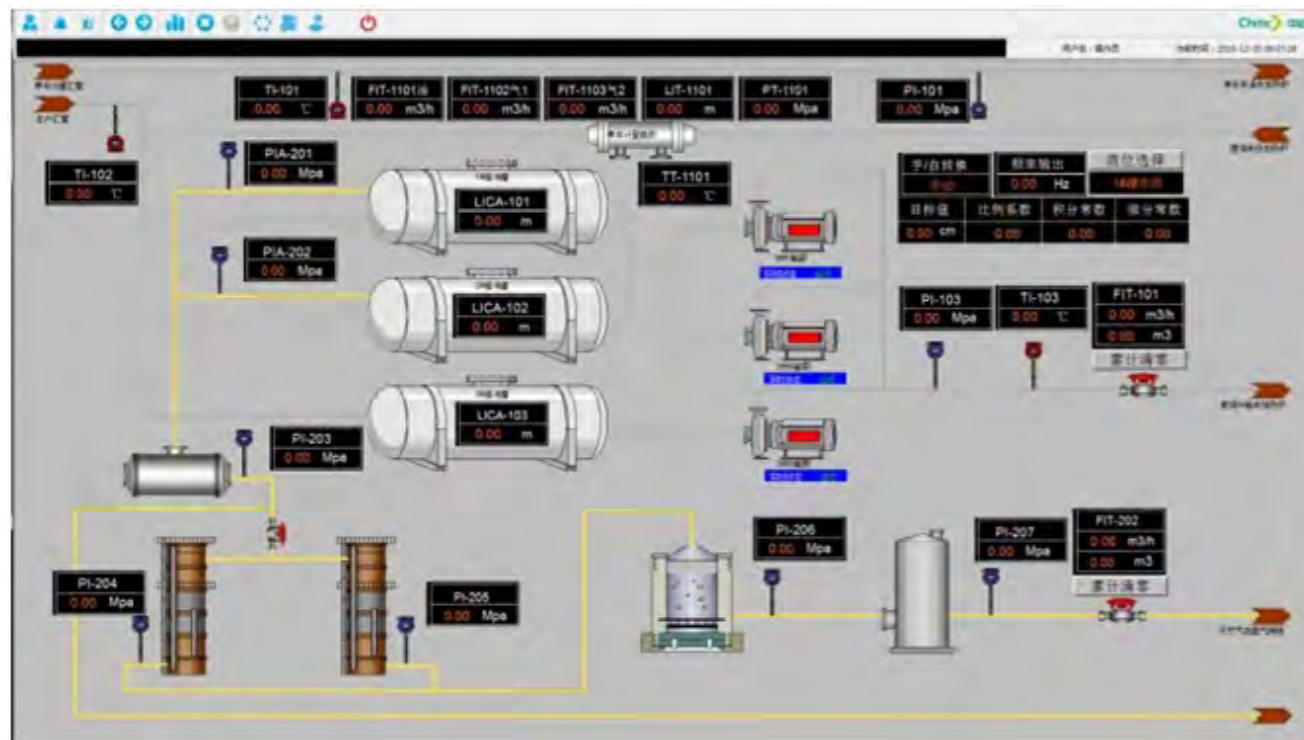 TI-101
0.00 ℃
FIT-1101油
0.00 m3/h
FIT-1102气1
0.00 m3/h
FIT-1103气2
0.00 m3/h
LIT-1101
0.00 m
PT-1101
0.00 Mpa
PI-101
0.00 Mpa
TI-102
0.00 ℃
PIA-201
0.00 Mpa
LICA-101
0.00 m
TT-1101
0.00 ℃
手/自转换
频率输出
0.00 Hz
液位选择
目标值
比例系数
积分常数
微分常数
0.00 cm
0.00
0.00
0.00
PIA-202
0.00 Mpa
LICA-102
0.00 m
PI-103
0.00 Mpa
TI-103
0.00 ℃
FIT-101
0.00 m3/h
0.00 m3
累计清零
LICA-103
0.00 m
PI-203
0.00 Mpa
PI-204
0.00 Mpa
PI-205
0.00 Mpa
PI-206
0.00 Mpa
PI-207
0.00 Mpa
FIT-202
0.00 m3/h
0.00 m3
累计清零